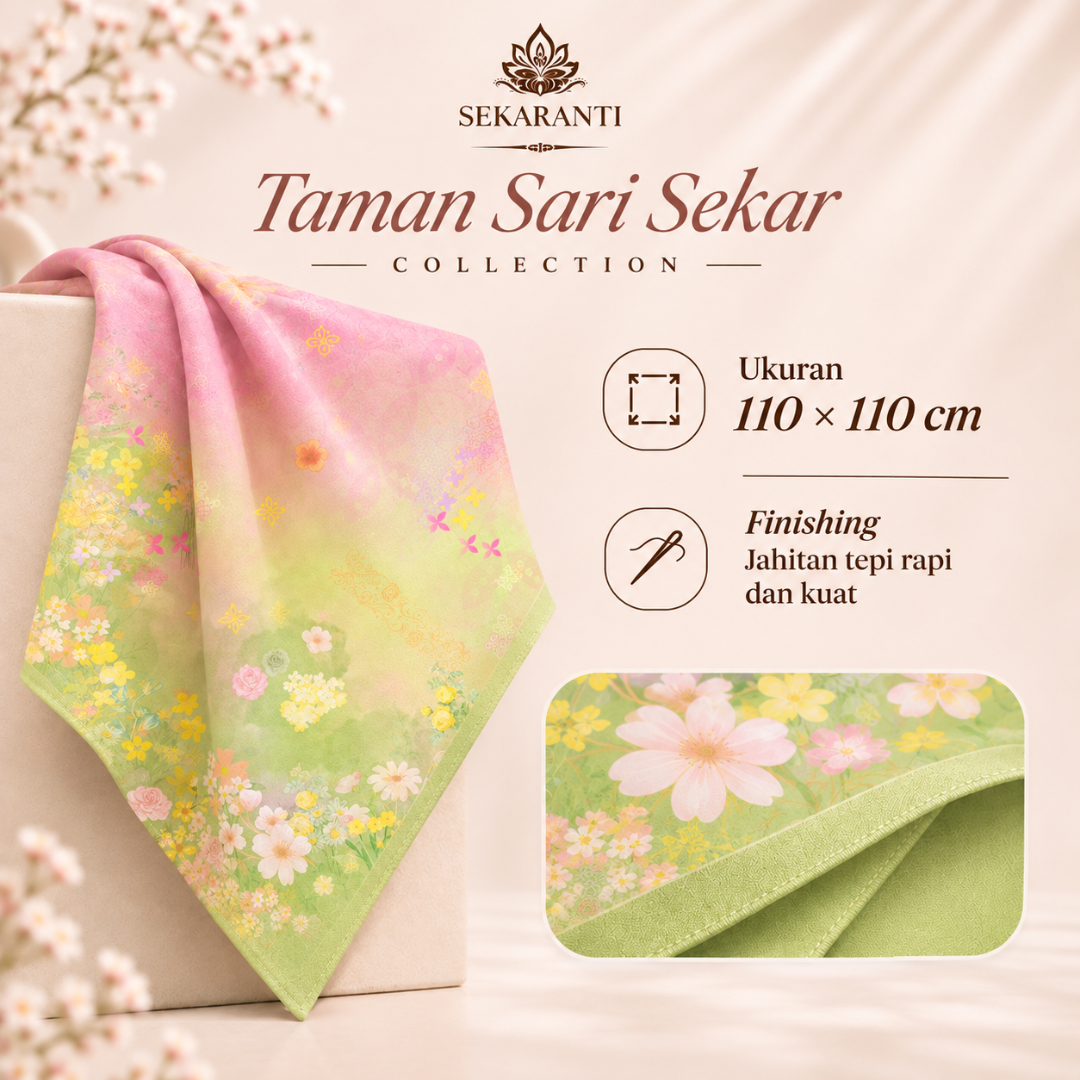 SEKARANTI
Taman Sari Sekar
COLLECTION
Ukuran
110 × 110 cm
Finishing
Jahitan tepi rapi
dan kuat